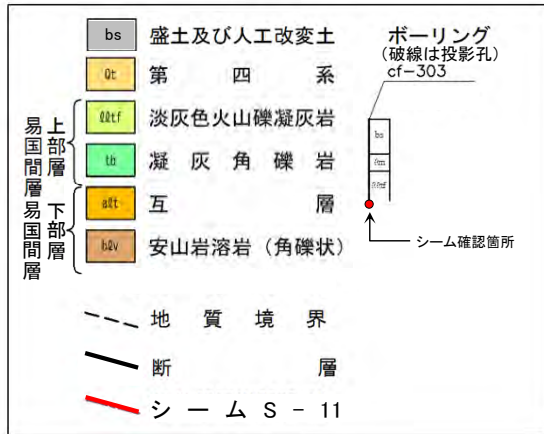 bs 盛土及び人工改変土
Qt 第四系
易国間層 上部層
ℓℓtf 淡灰色火山礫凝灰岩
tb 凝灰角礫岩
易国間層 下部層
aℓt 互層
bℓv 安山岩溶岩(角礫状)
地質境界
断層
シームS-11
ボーリング
(破線は投影孔)
cf-303
bs
シーム確認箇所